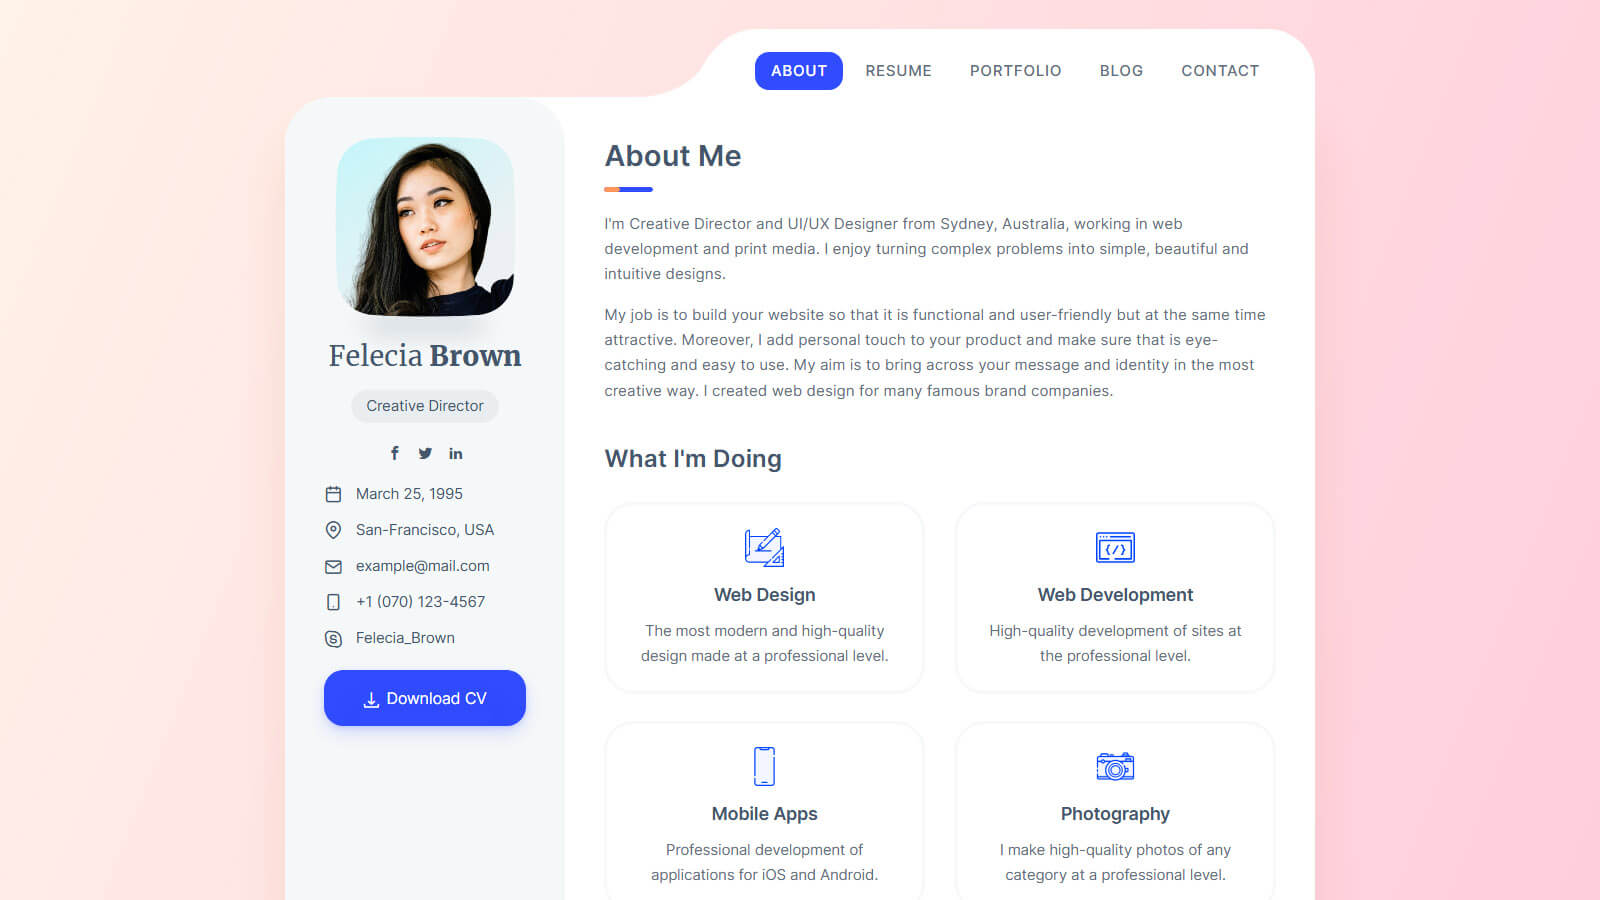 ABOUT RESUME PORTFOLIO BLOG CONTACT
Felecia Brown
Creative Director
March 25, 1995
San-Francisco, USA
example@mail.com
+1 (070) 123-4567
Felecia_Brown
Download CV
About Me
I'm Creative Director and UI/UX Designer from Sydney, Australia, working in web
development and print media. I enjoy turning complex problems into simple, beautiful and
intuitive designs.
My job is to build your website so that it is functional and user-friendly but at the same time
attractive. Moreover, I add personal touch to your product and make sure that is eye-
catching and easy to use. My aim is to bring across your message and identity in the most
creative way. I created web design for many famous brand companies.
What I'm Doing
Web Design
The most modern and high-quality
design made at a professional level.
Web Development
High-quality development of sites at
the professional level.
Mobile Apps
Professional development of
applications for iOS and Android.
Photography
I make high-quality photos of any
category at a professional level.